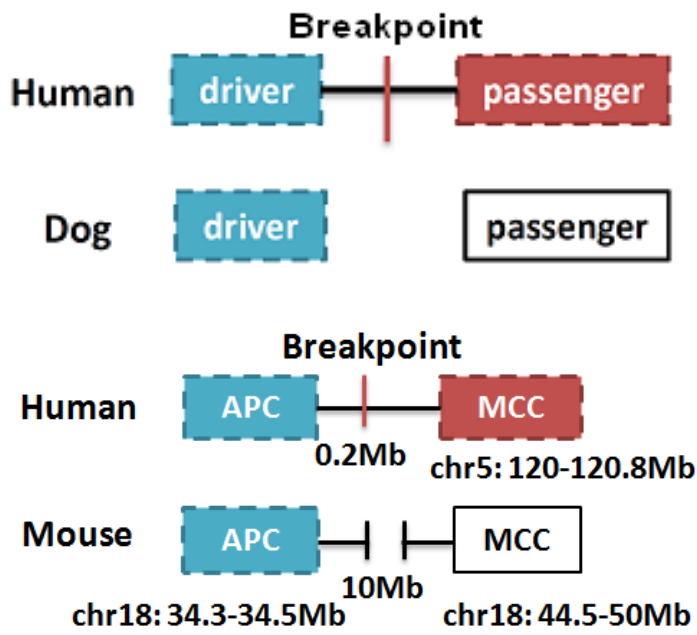 Breakpoint
Human driver passenger
Dog driver passenger
Breakpoint
Human APC MCC
0.2Mb chr5: 120-120.8Mb
Mouse APC MCC
10Mb
chr18: 34.3-34.5Mb chr18: 44.5-50Mb